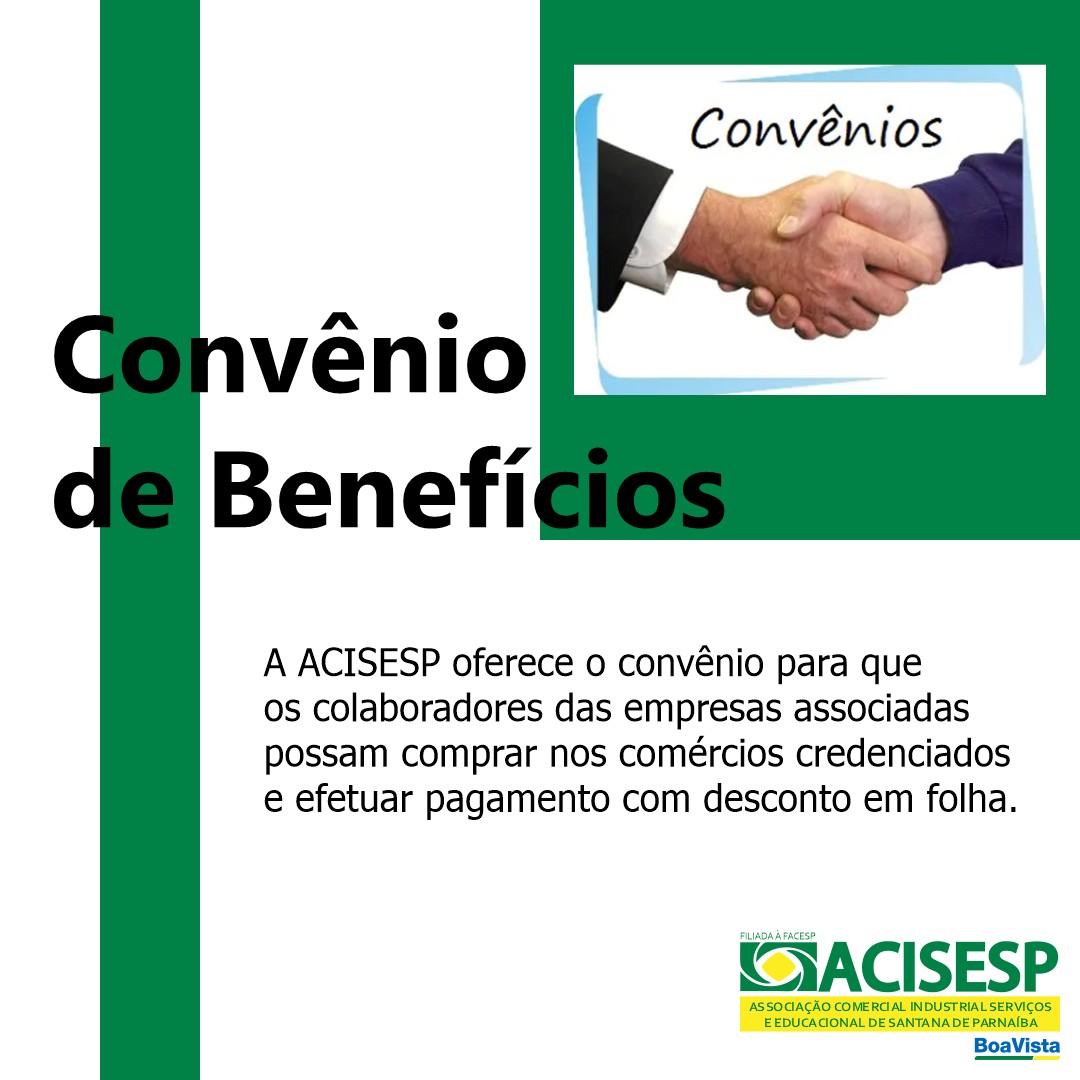 Convênios
Convênio
de Benefícios
A ACISESP oferece o convênio para que
os colaboradores das empresas associadas
possam comprar nos comércios credenciados
e efetuar pagamento com desconto em folha.
FILIADA À FACESP
ACISESP
ASSOCIAÇÃO COMERCIAL INDUSTRIAL SERVIÇOS
E EDUCACIONAL DE SANTANA DE PARNAÍBA
BoaVista